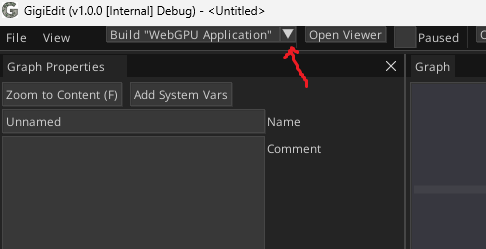 GigiEdit (v1.0.0 [Internal] Debug) - <Untitled>
File View Build "WebGPU Application" Open Viewer Paused
Graph Properties Graph
Zoom to Content (F) Add System Vars
Unnamed Name
Comment